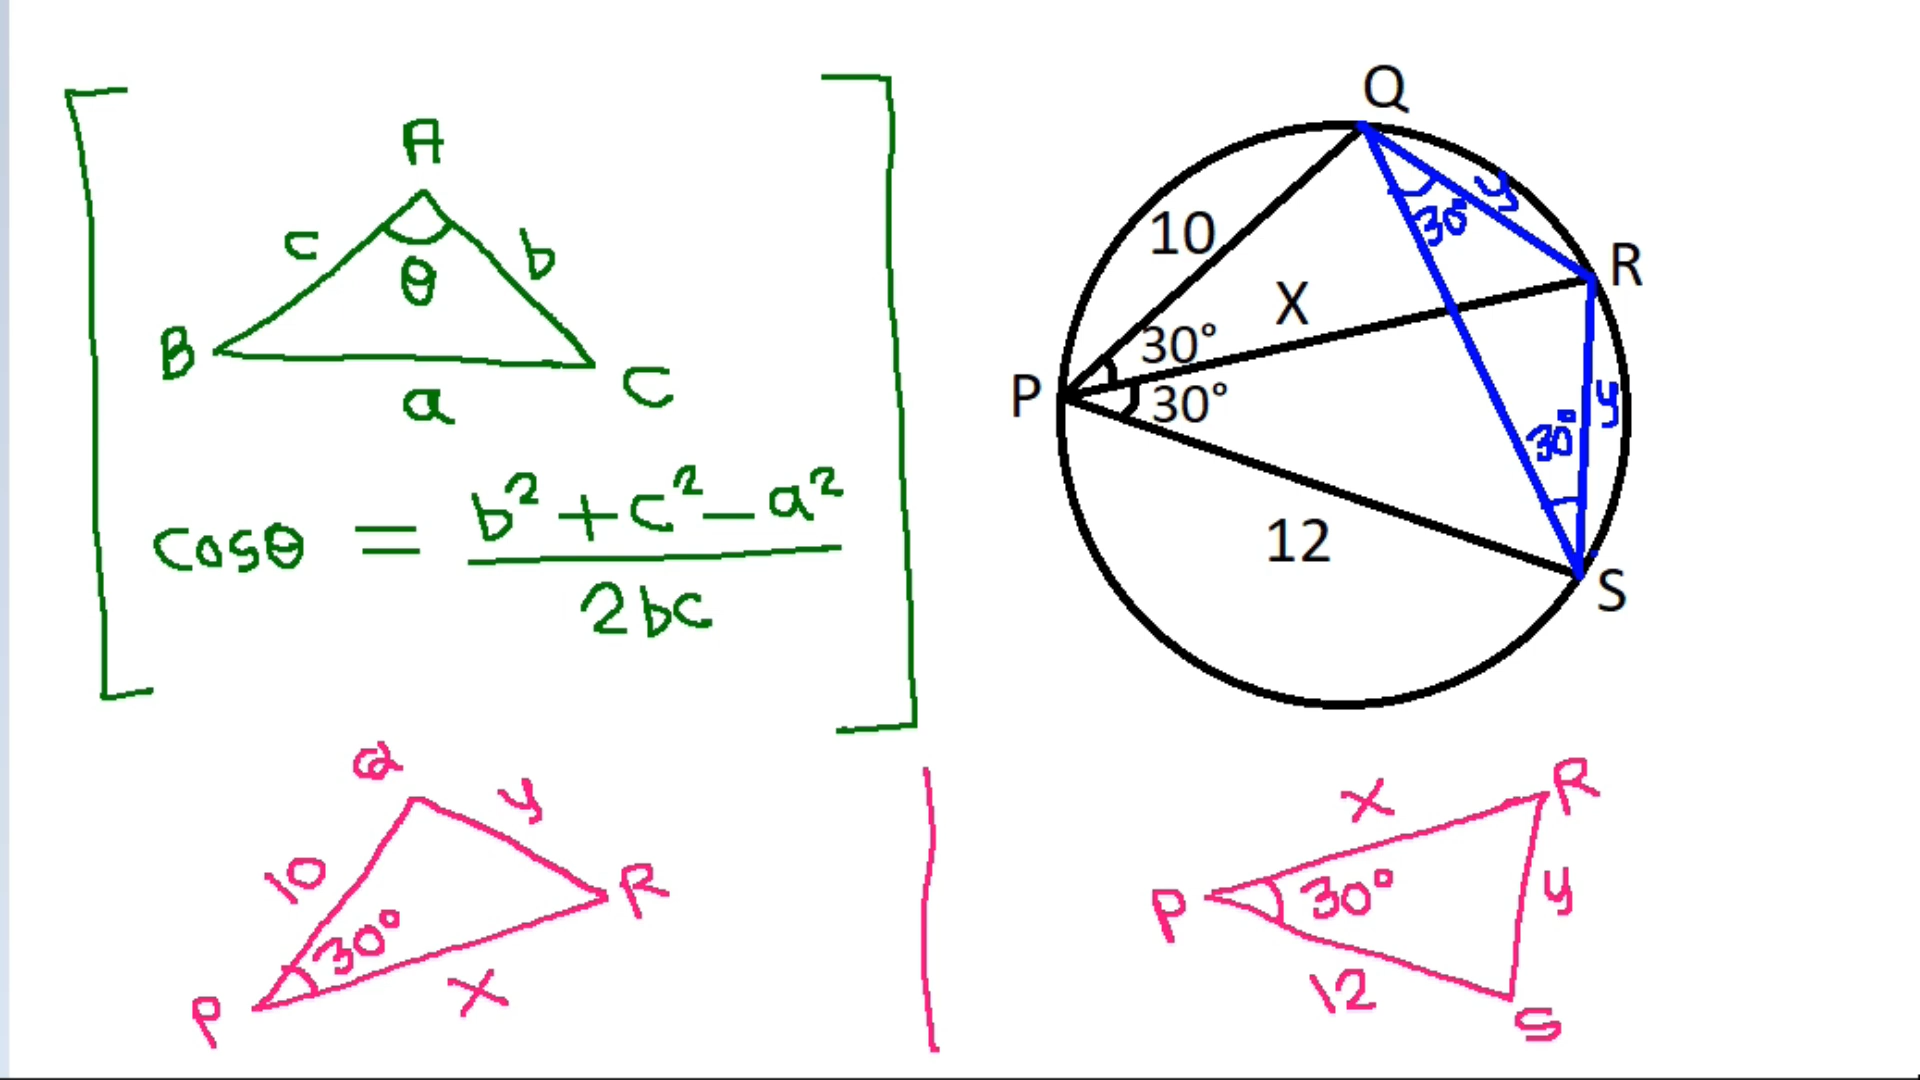 A
c
b
θ
B
C
a
cosθ = b² + c² - a² / 2bc
Q
10
y
30°
R
X
30°
P
30°
y
30°
12
S
Q
y
10
R
30°
x
P
x
R
P
30°
y
12
S